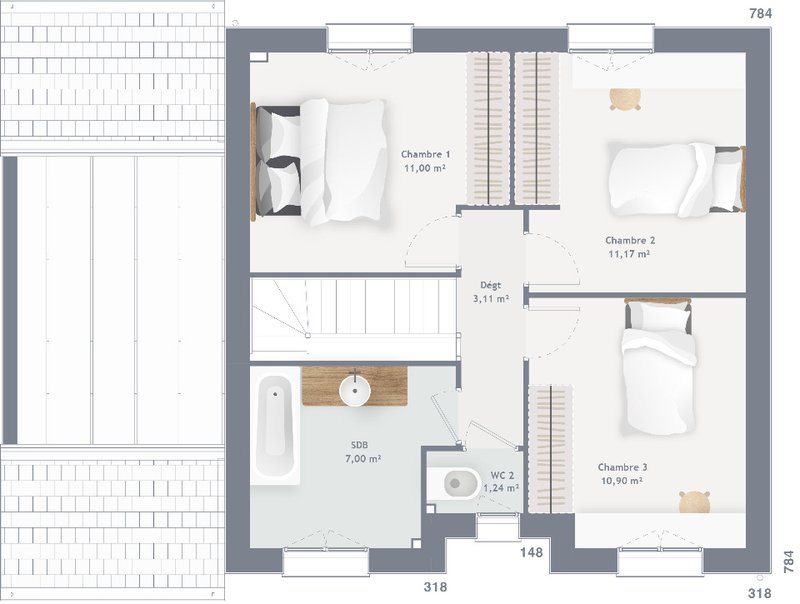 784
Chambre 1
11,00 m²
Chambre 2
11,17 m²
Dégt
3,11 m²
SDB
7,00 m²
WC 2
1,24 m²
Chambre 3
10,90 m²
148
784
318
318